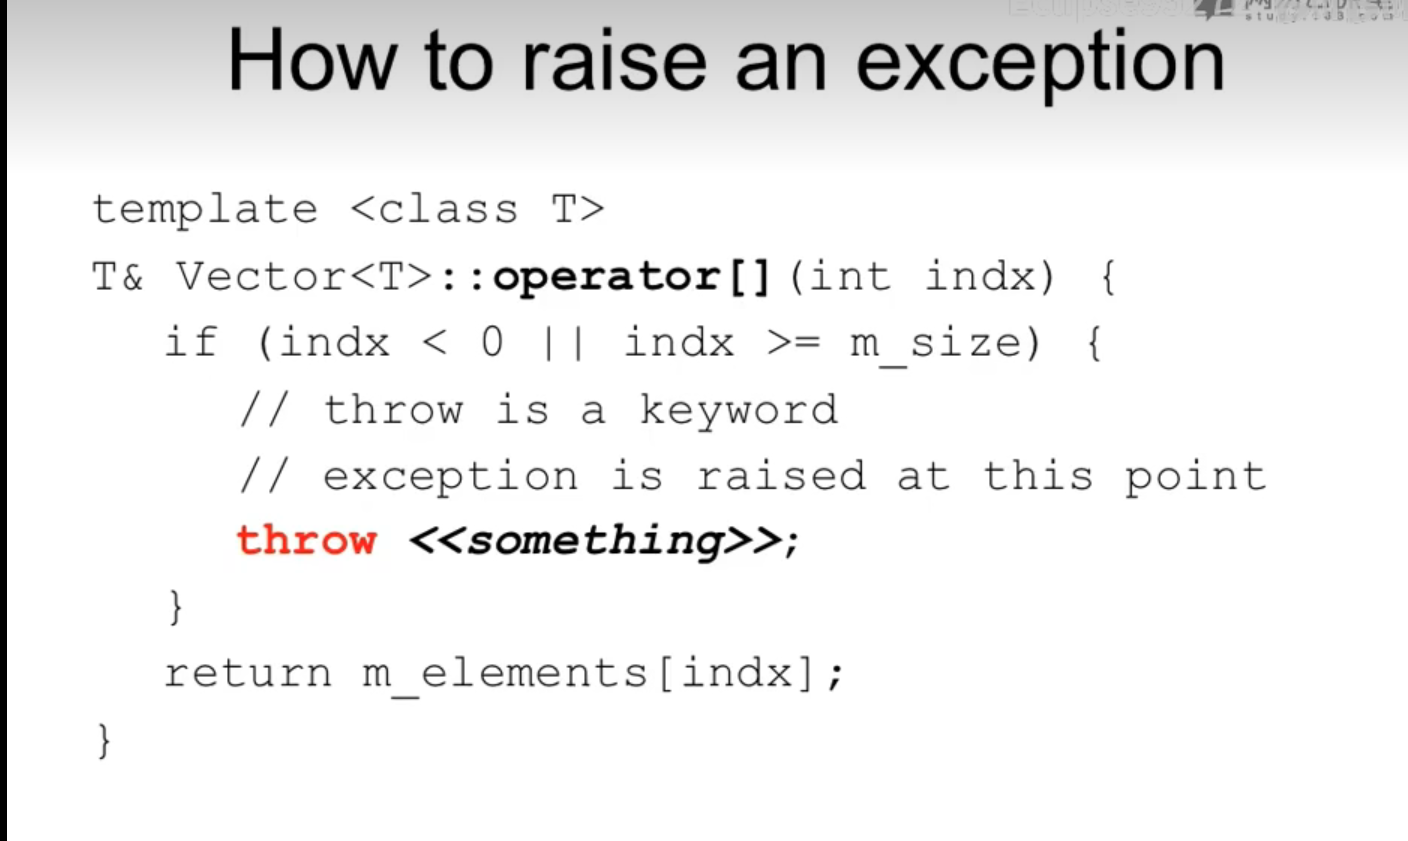 How to raise an exception
template <class T>
T& Vector<T>::operator[](int indx) {
if (indx < 0 || indx >= m_size) {
// throw is a keyword
// exception is raised at this point
throw <<something>>;
}
return m_elements[indx];
}